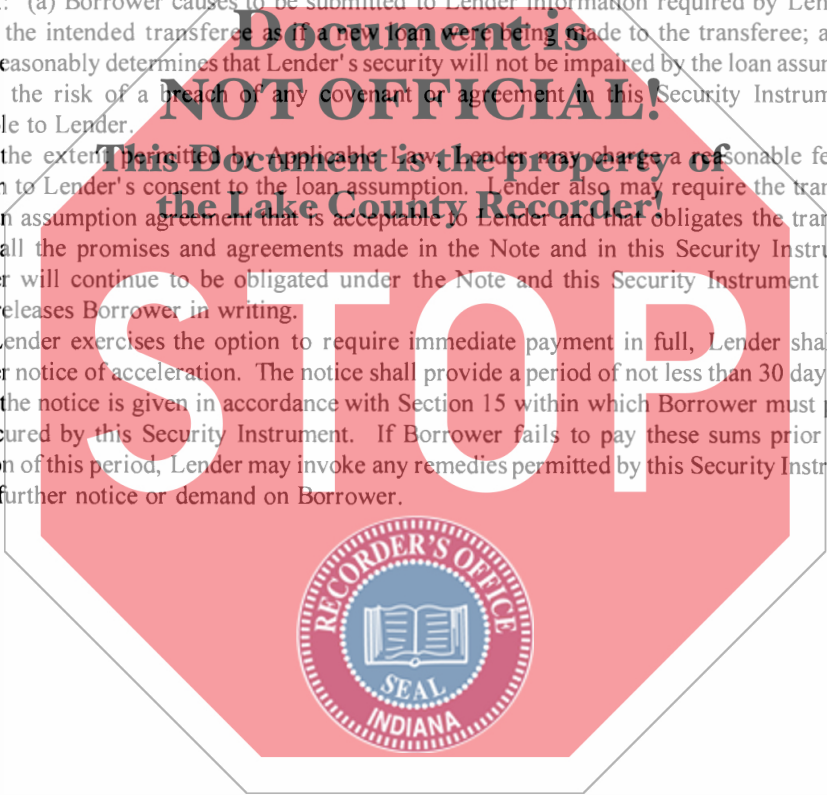 : (a) Borrower causes to be submitted to Lender information required by Len
the intended transferee as if a new loan were being made to the transferee; a
easonably determines that Lender's security will not be impaired by the loan assum
the risk of a breach of any covenant or agreement in this Security Instrum
le to Lender.
the extent permitted by Applicable Law, Lender may charge a reasonable fe
n to Lender's consent to the loan assumption. Lender also may require the tran
n assumption agreement that is acceptable to Lender and that obligates the tran
all the promises and agreements made in the Note and in this Security Instru
r will continue to be obligated under the Note and this Security Instrument
eleases Borrower in writing.
ender exercises the option to require immediate payment in full, Lender sha
r notice of acceleration. The notice shall provide a period of not less than 30 day
the notice is given in accordance with Section 15 within which Borrower must
cured by this Security Instrument. If Borrower fails to pay these sums prior
n of this period, Lender may invoke any remedies permitted by this Security Instr
further notice or demand on Borrower.
Document is
NOT OFFICIAL!
This Document is the property of
the Lake County Recorder!
STOP
RECORDER'S OFFICE
SEAL
INDIANA